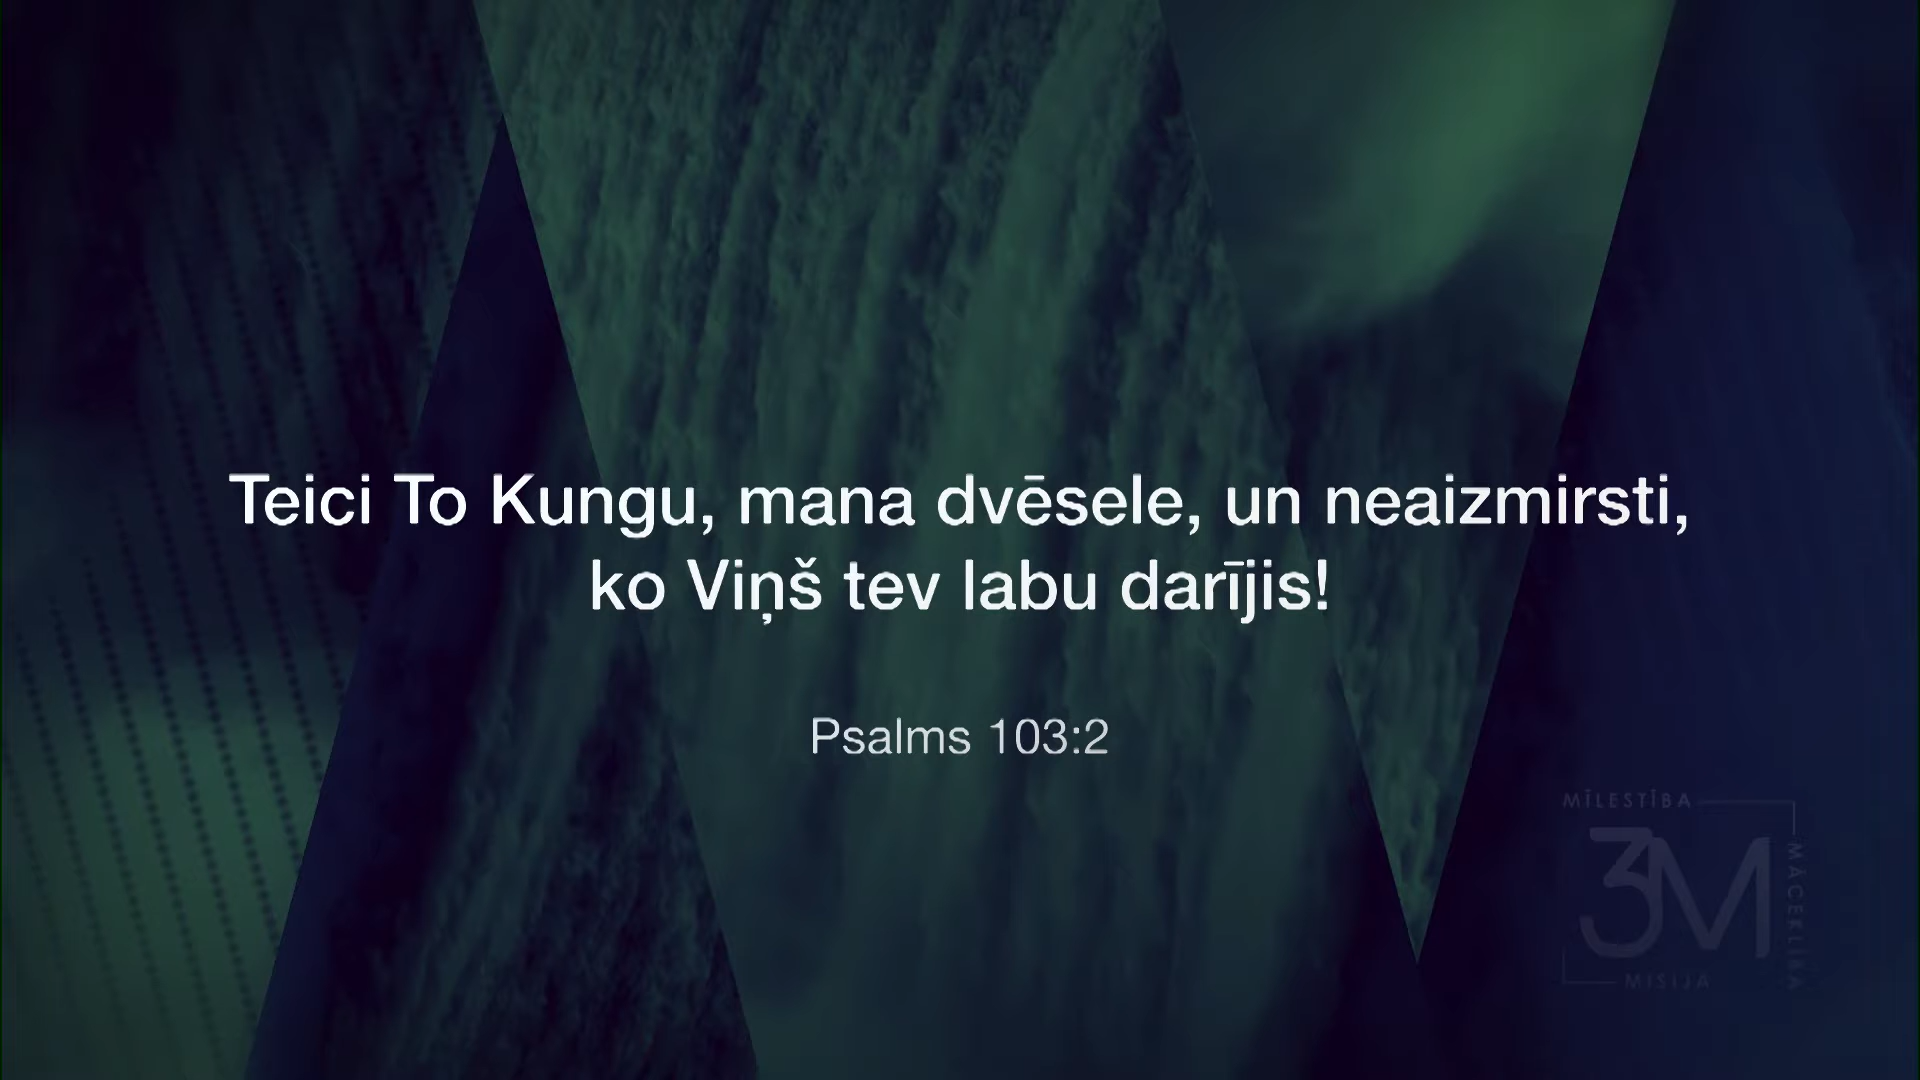 Teici To Kungu, mana dvēsele, un neaizmirsti,
ko Viņš tev labu darījis!
Psalms 103:2
MĪLESTĪBA
3M
MĀCEKLĪBA
MISIJA